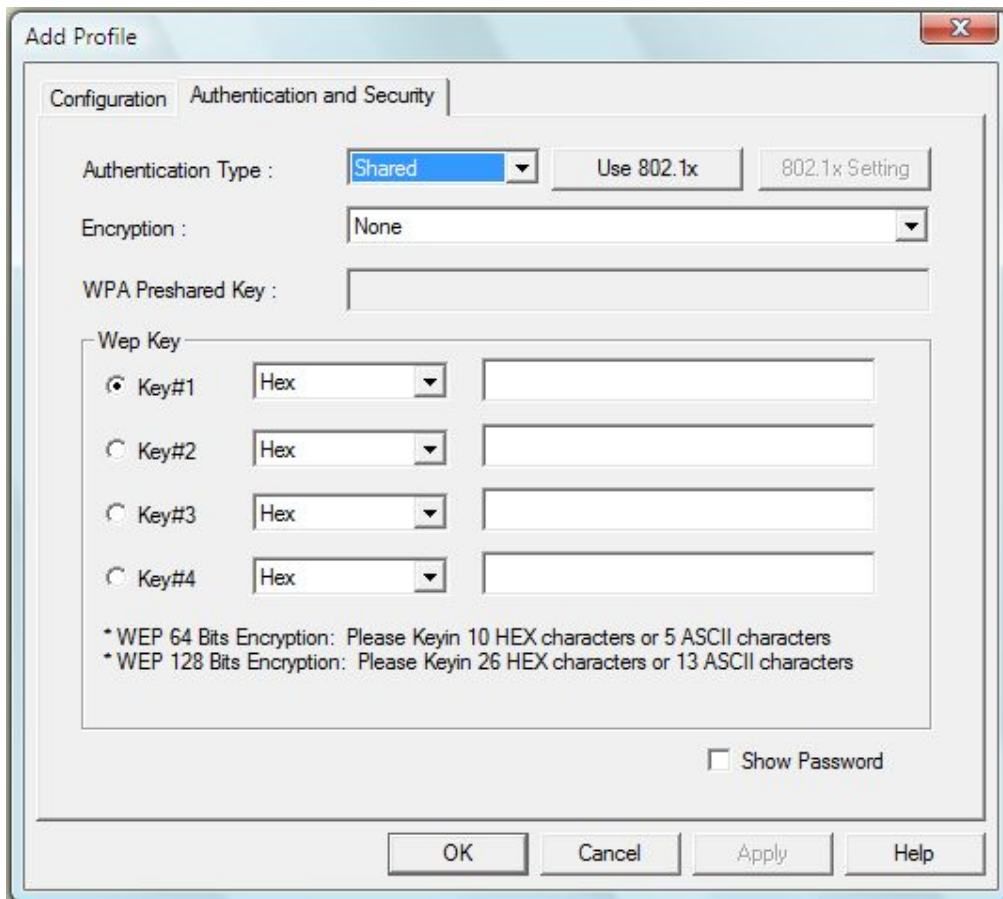 Add Profile
Configuration Authentication and Security
Authentication Type : Shared Use 802.1x 802.1x Setting
Encryption : None
WPA Preshared Key :
Wep Key
Key#1 Hex
Key#2 Hex
Key#3 Hex
Key#4 Hex
* WEP 64 Bits Encryption: Please Keyin 10 HEX characters or 5 ASCII characters
* WEP 128 Bits Encryption: Please Keyin 26 HEX characters or 13 ASCII characters
Show Password
OK Cancel Apply Help